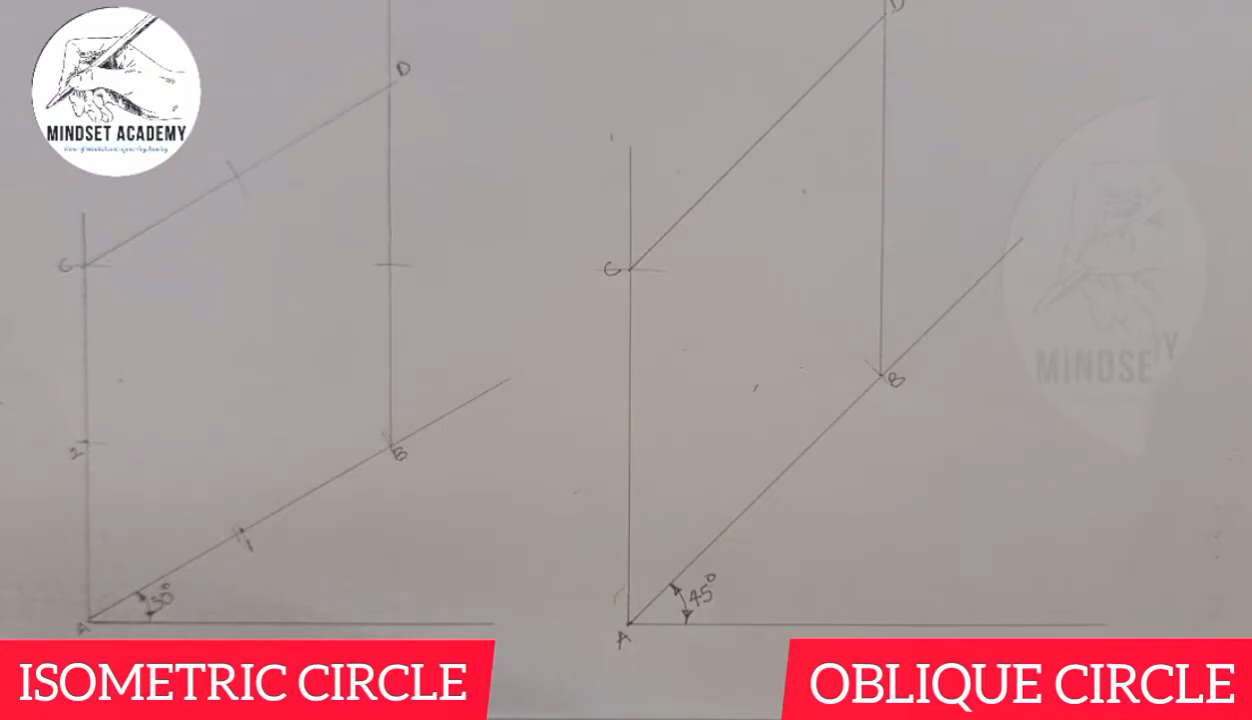 MINDSET ACADEMY
D
C
2
B
1
30°
A
ISOMETRIC CIRCLE
D
C
B
45°
A
MINDSE
OBLIQUE CIRCLE